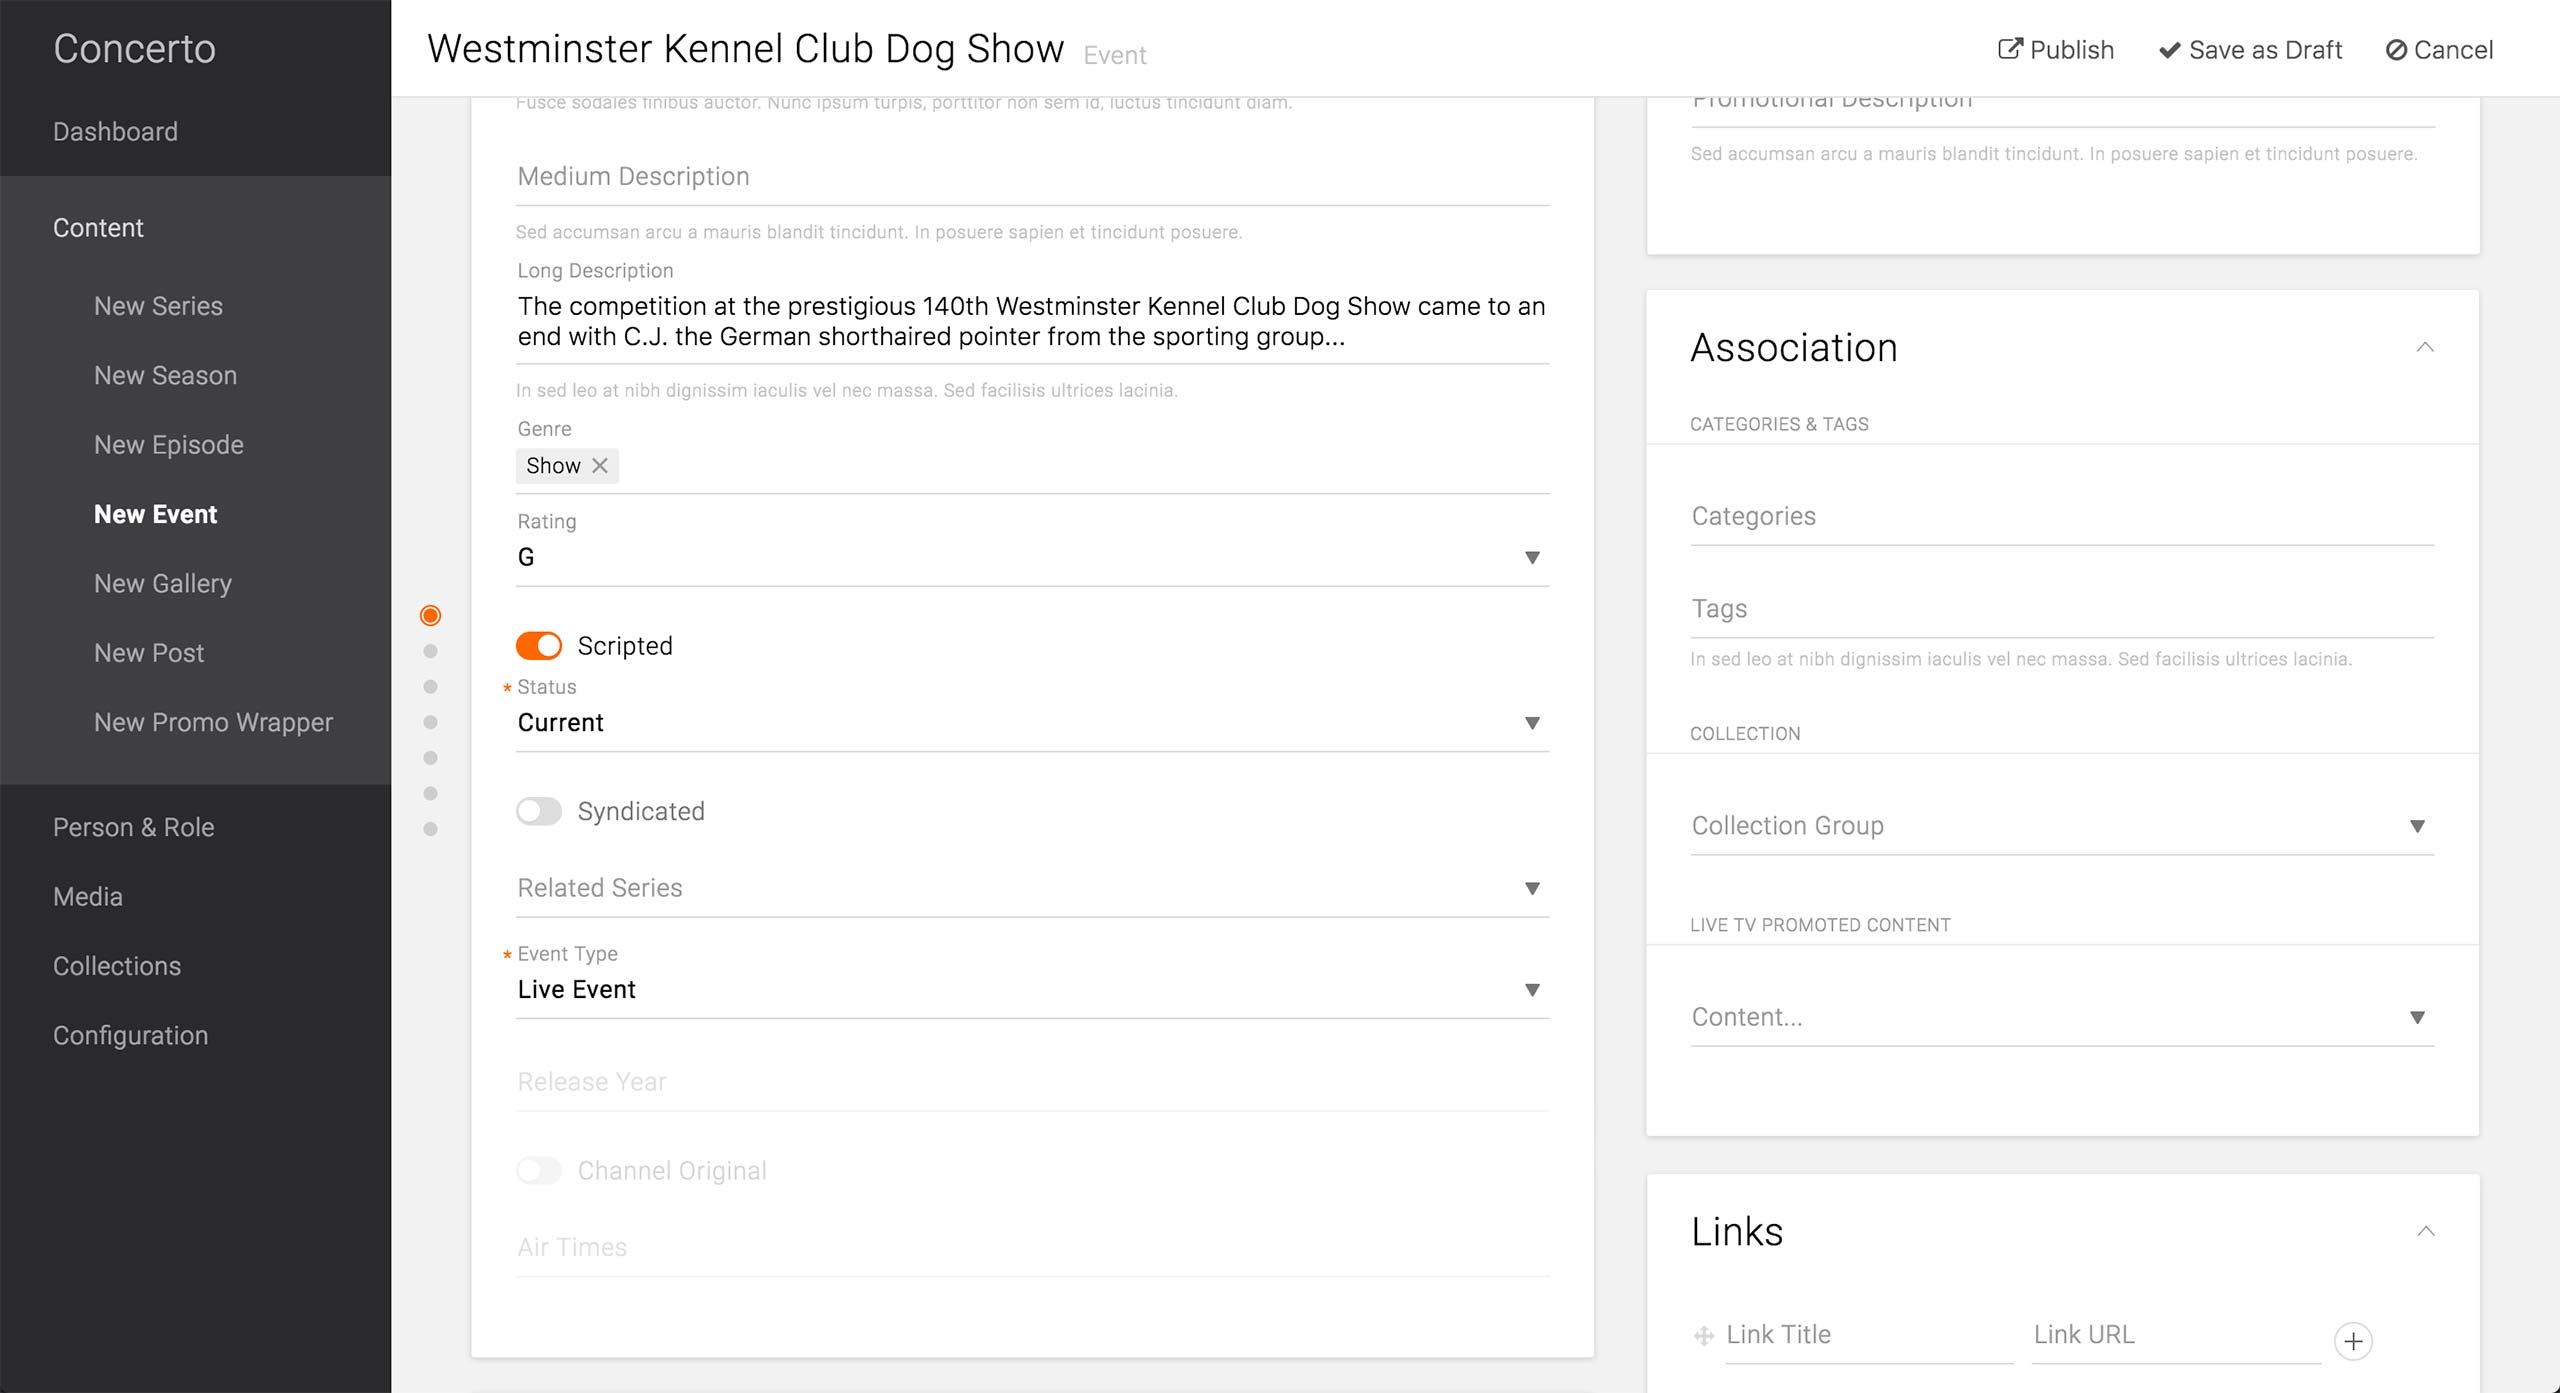 Concerto
Dashboard
Content
New Series
New Season
New Episode
New Event
New Gallery
New Post
New Promo Wrapper
Person & Role
Media
Collections
Configuration
Westminster Kennel Club Dog Show Event
Publish
Save as Draft
Cancel
Fusce sodales finibus auctor. Nunc ipsum turpis, porttitor non sem id, luctus tincidunt diam.
Medium Description
Sed accumsan arcu a mauris blandit tincidunt. In posuere sapien et tincidunt posuere.
Long Description
The competition at the prestigious 140th Westminster Kennel Club Dog Show came to an
end with C.J. the German shorthaired pointer from the sporting group...
In sed leo at nibh dignissim iaculis vel nec massa. Sed facilisis ultrices lacinia.
Genre
Show
Rating
G
Scripted
* Status
Current
Syndicated
Related Series
* Event Type
Live Event
Release Year
Channel Original
Air Times
Promotional Description
Sed accumsan arcu a mauris blandit tincidunt. In posuere sapien et tincidunt posuere.
Association
CATEGORIES & TAGS
Categories
Tags
In sed leo at nibh dignissim iaculis vel nec massa. Sed facilisis ultrices lacinia.
COLLECTION
Collection Group
LIVE TV PROMOTED CONTENT
Content...
Links
Link Title
Link URL